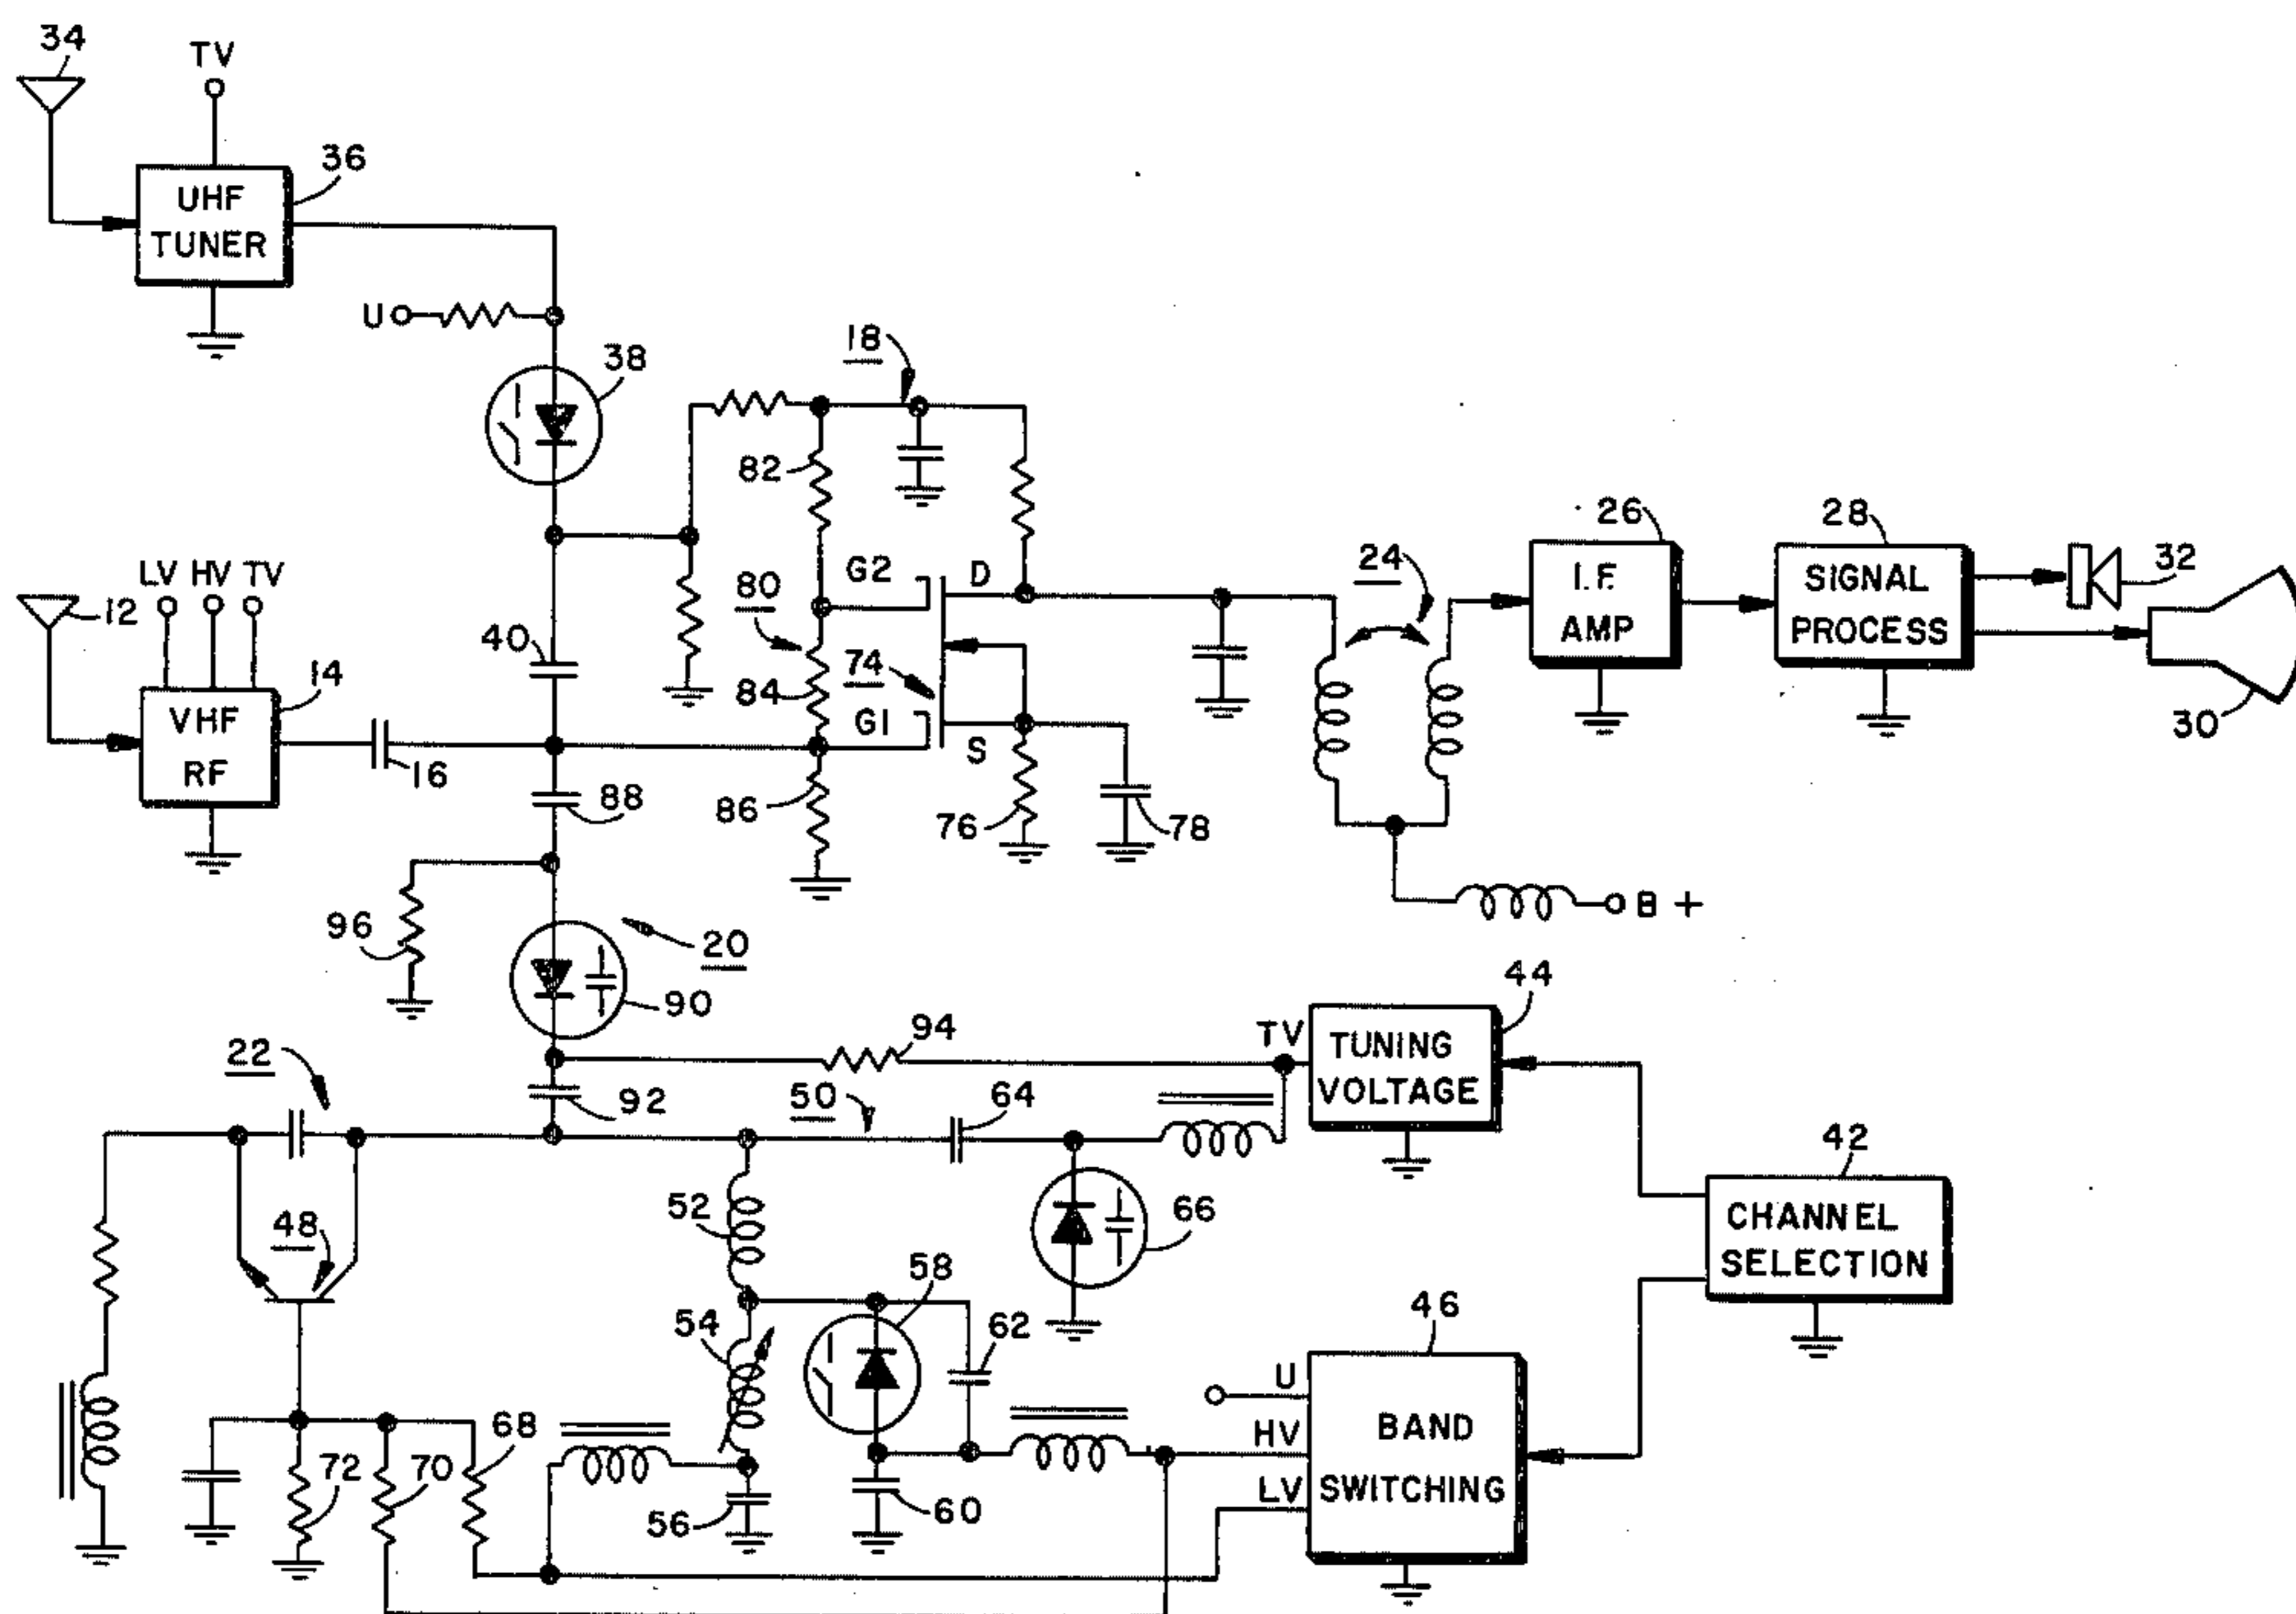 34
TV
36
UHF
TUNER
U
38
18
82
26
28
24
32
G2
D
LV HV TV
12
80
I.F.
AMP
SIGNAL
PROCESS
40
14
74
84
G1
VHF
RF
S
30
16
88
86
76
78
96
B +
20
44
90
94
TV
TUNING
VOLTAGE
22
92
50
64
42
52
66
CHANNEL
SELECTION
48
58
46
54
62
U
68
HV
BAND
72
70
LV
SWITCHING
56
60